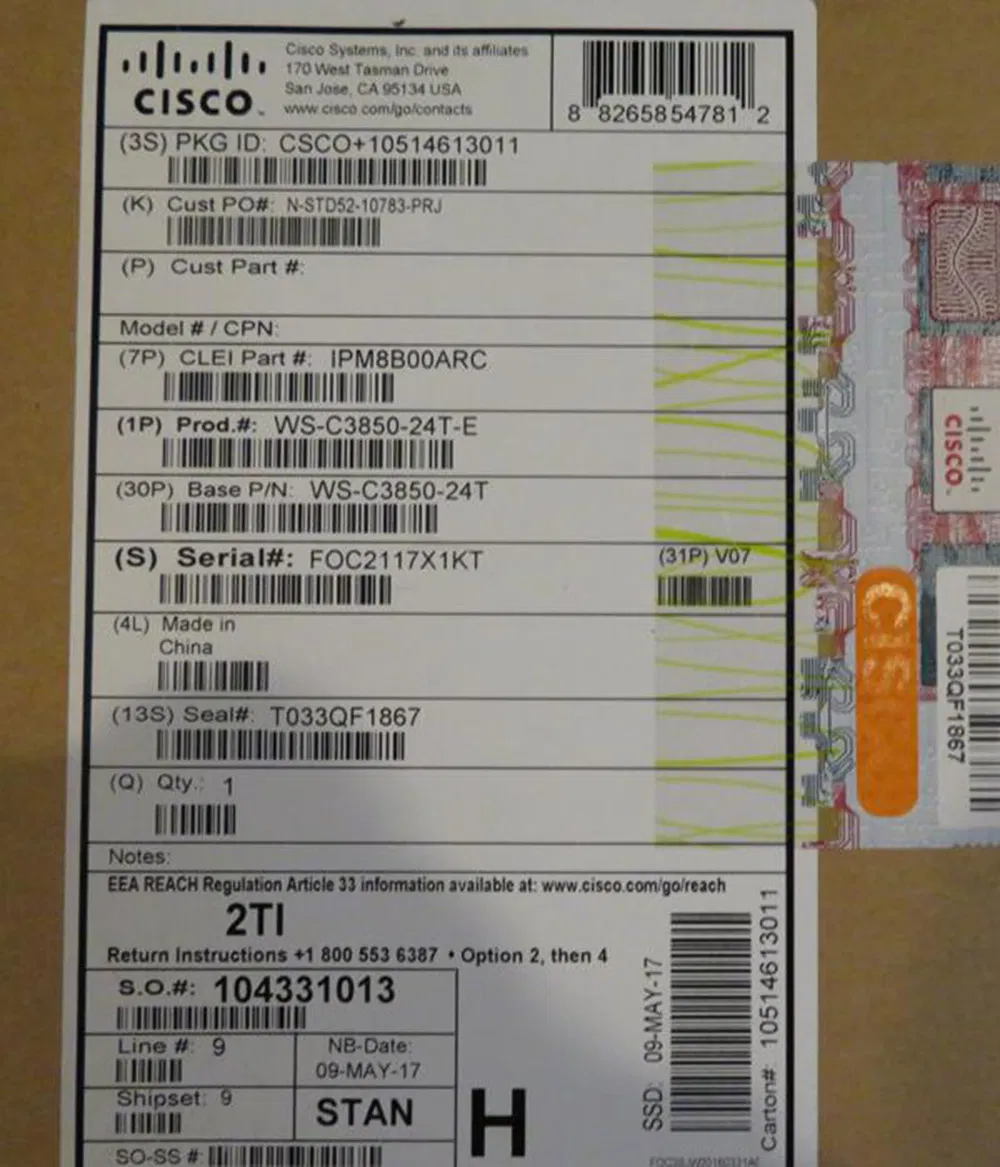 CISCO
Cisco Systems, Inc. and its affiliates
170 West Tasman Drive
San Jose, CA 95134 USA
www.cisco.com/go/contacts
8 82658 54781 2
(3S) PKG ID: CSCO+10514613011
(K) Cust PO#: N-STD52-10783-PRJ
(P) Cust Part #:
Model # / CPN:
(7P) CLEI Part #: IPM8B00ARC
(1P) Prod.#: WS-C3850-24T-E
(30P) Base P/N: WS-C3850-24T
(S) Serial#: FOC2117X1KT
(31P) V07
(4L) Made in
China
(13S) Seal#: T033QF1867
(Q) Qty.: 1
Notes:
EEA REACH Regulation Article 33 information available at: www.cisco.com/go/reach
2TI
Return Instructions +1 800 553 6387 • Option 2, then 4
S.O.#: 104331013
Line #: 9
NB-Date:
09-MAY-17
Shipset: 9
STAN
SO-SS #:
H
SSD: 09-MAY-17
Carton# 10514613011
CISCO
CISCO
T033QF1867